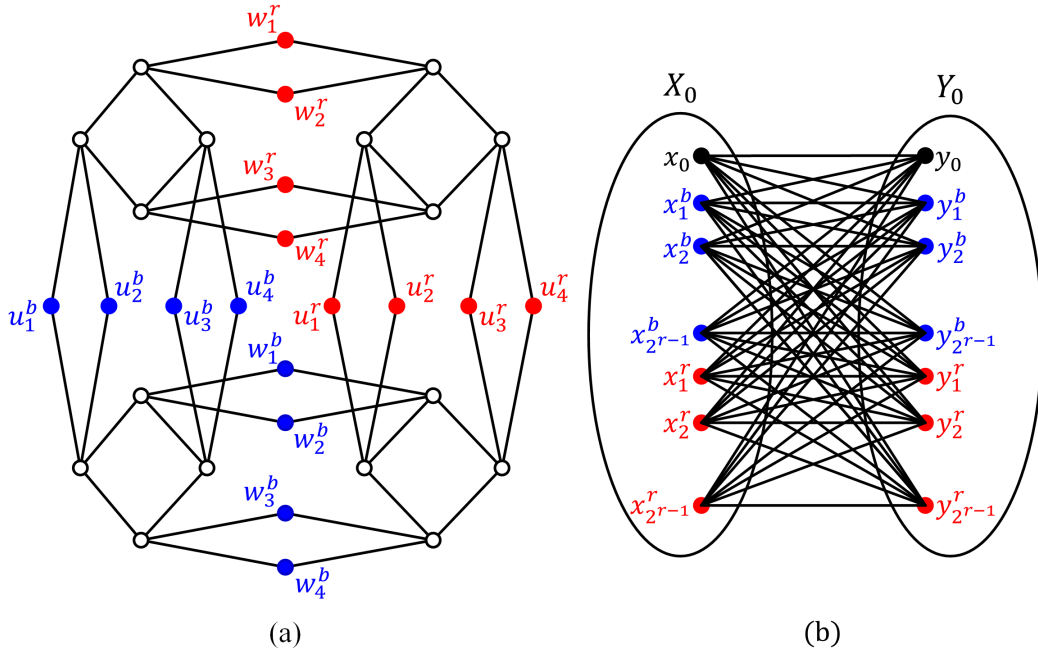 $w_1^r$
$w_2^r$
$w_3^r$
$w_4^r$
$u_1^b$ $u_2^b$ $u_3^b$ $u_4^b$ $u_1^r$ $u_2^r$ $u_3^r$ $u_4^r$
$w_1^b$
$w_2^b$
$w_3^b$
$w_4^b$
(a)
$X_0$ $Y_0$
$x_0$ $y_0$
$x_1^b$ $y_1^b$
$x_2^b$ $y_2^b$
$x_{2^{r-1}}^b$ $y_{2^{r-1}}^b$
$x_1^r$ $y_1^r$
$x_2^r$ $y_2^r$
$x_{2^{r-1}}^r$ $y_{2^{r-1}}^r$
(b)